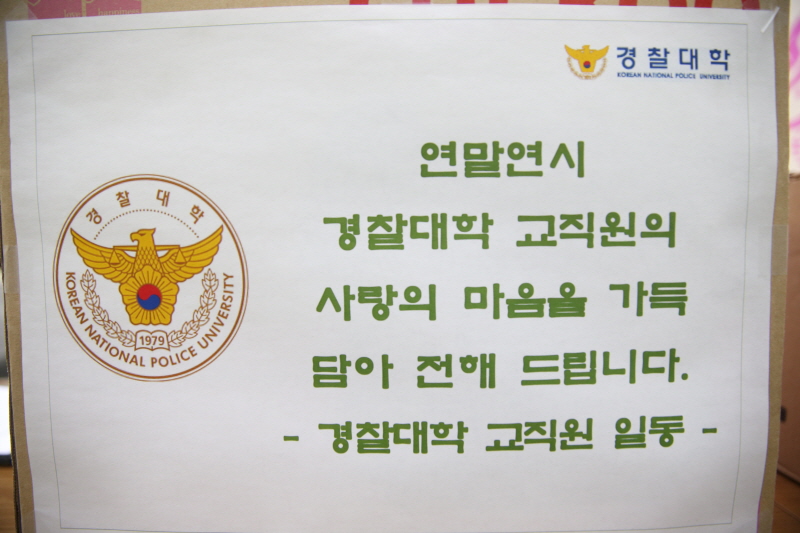 경찰대학
KOREAN NATIONAL POLICE UNIVERSITY
경찰대학
KOREAN NATIONAL POLICE UNIVERSITY
1979
연말연시
경찰대학 교직원의
사랑의 마음을 가득
담아 전해 드립니다.
- 경찰대학 교직원 일동 -